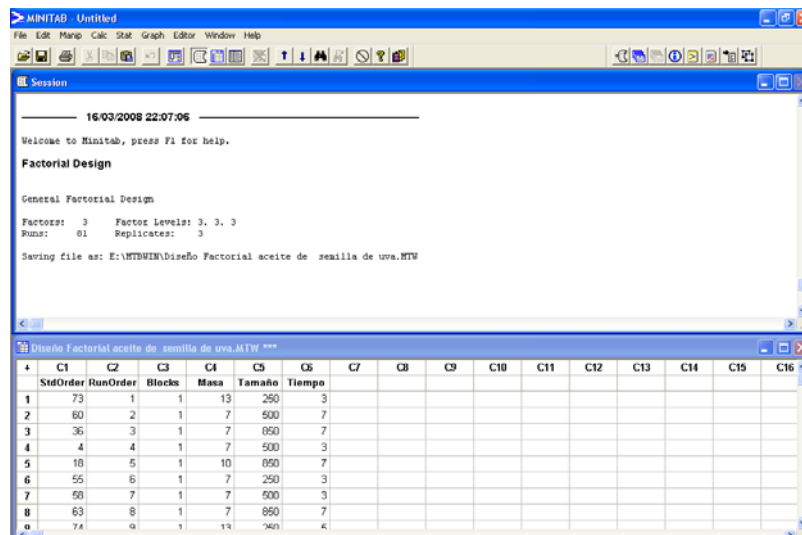 MINITAB - Untitled
File Edit Manip Calc Stat Graph Editor Window Help
Session
16/03/2008 22:07:06
Welcome to Minitab, press F1 for help.
Factorial Design
General Factorial Design
Factors: 3 Factor Levels: 3. 3. 3
Runs: 81 Replicates: 3
Saving file as: E:\MTBWIN\Diseño Factorial aceite de semilla de uva.MTW
Diseño Factorial aceite de semilla de uva.MTW ***
+ C1 C2 C3 C4 C5 C6 C7 C8 C9 C10 C11 C12 C13 C14 C15 C16
StdOrder RunOrder Blocks Masa Tamaño Tiempo
1 73 1 1 13 250 3
2 60 2 1 7 500 7
3 36 3 1 7 850 7
4 4 4 1 7 500 3
5 18 5 1 10 850 7
6 55 6 1 7 250 3
7 58 7 1 7 500 3
8 63 8 1 7 850 7
9 74 9 1 13 250